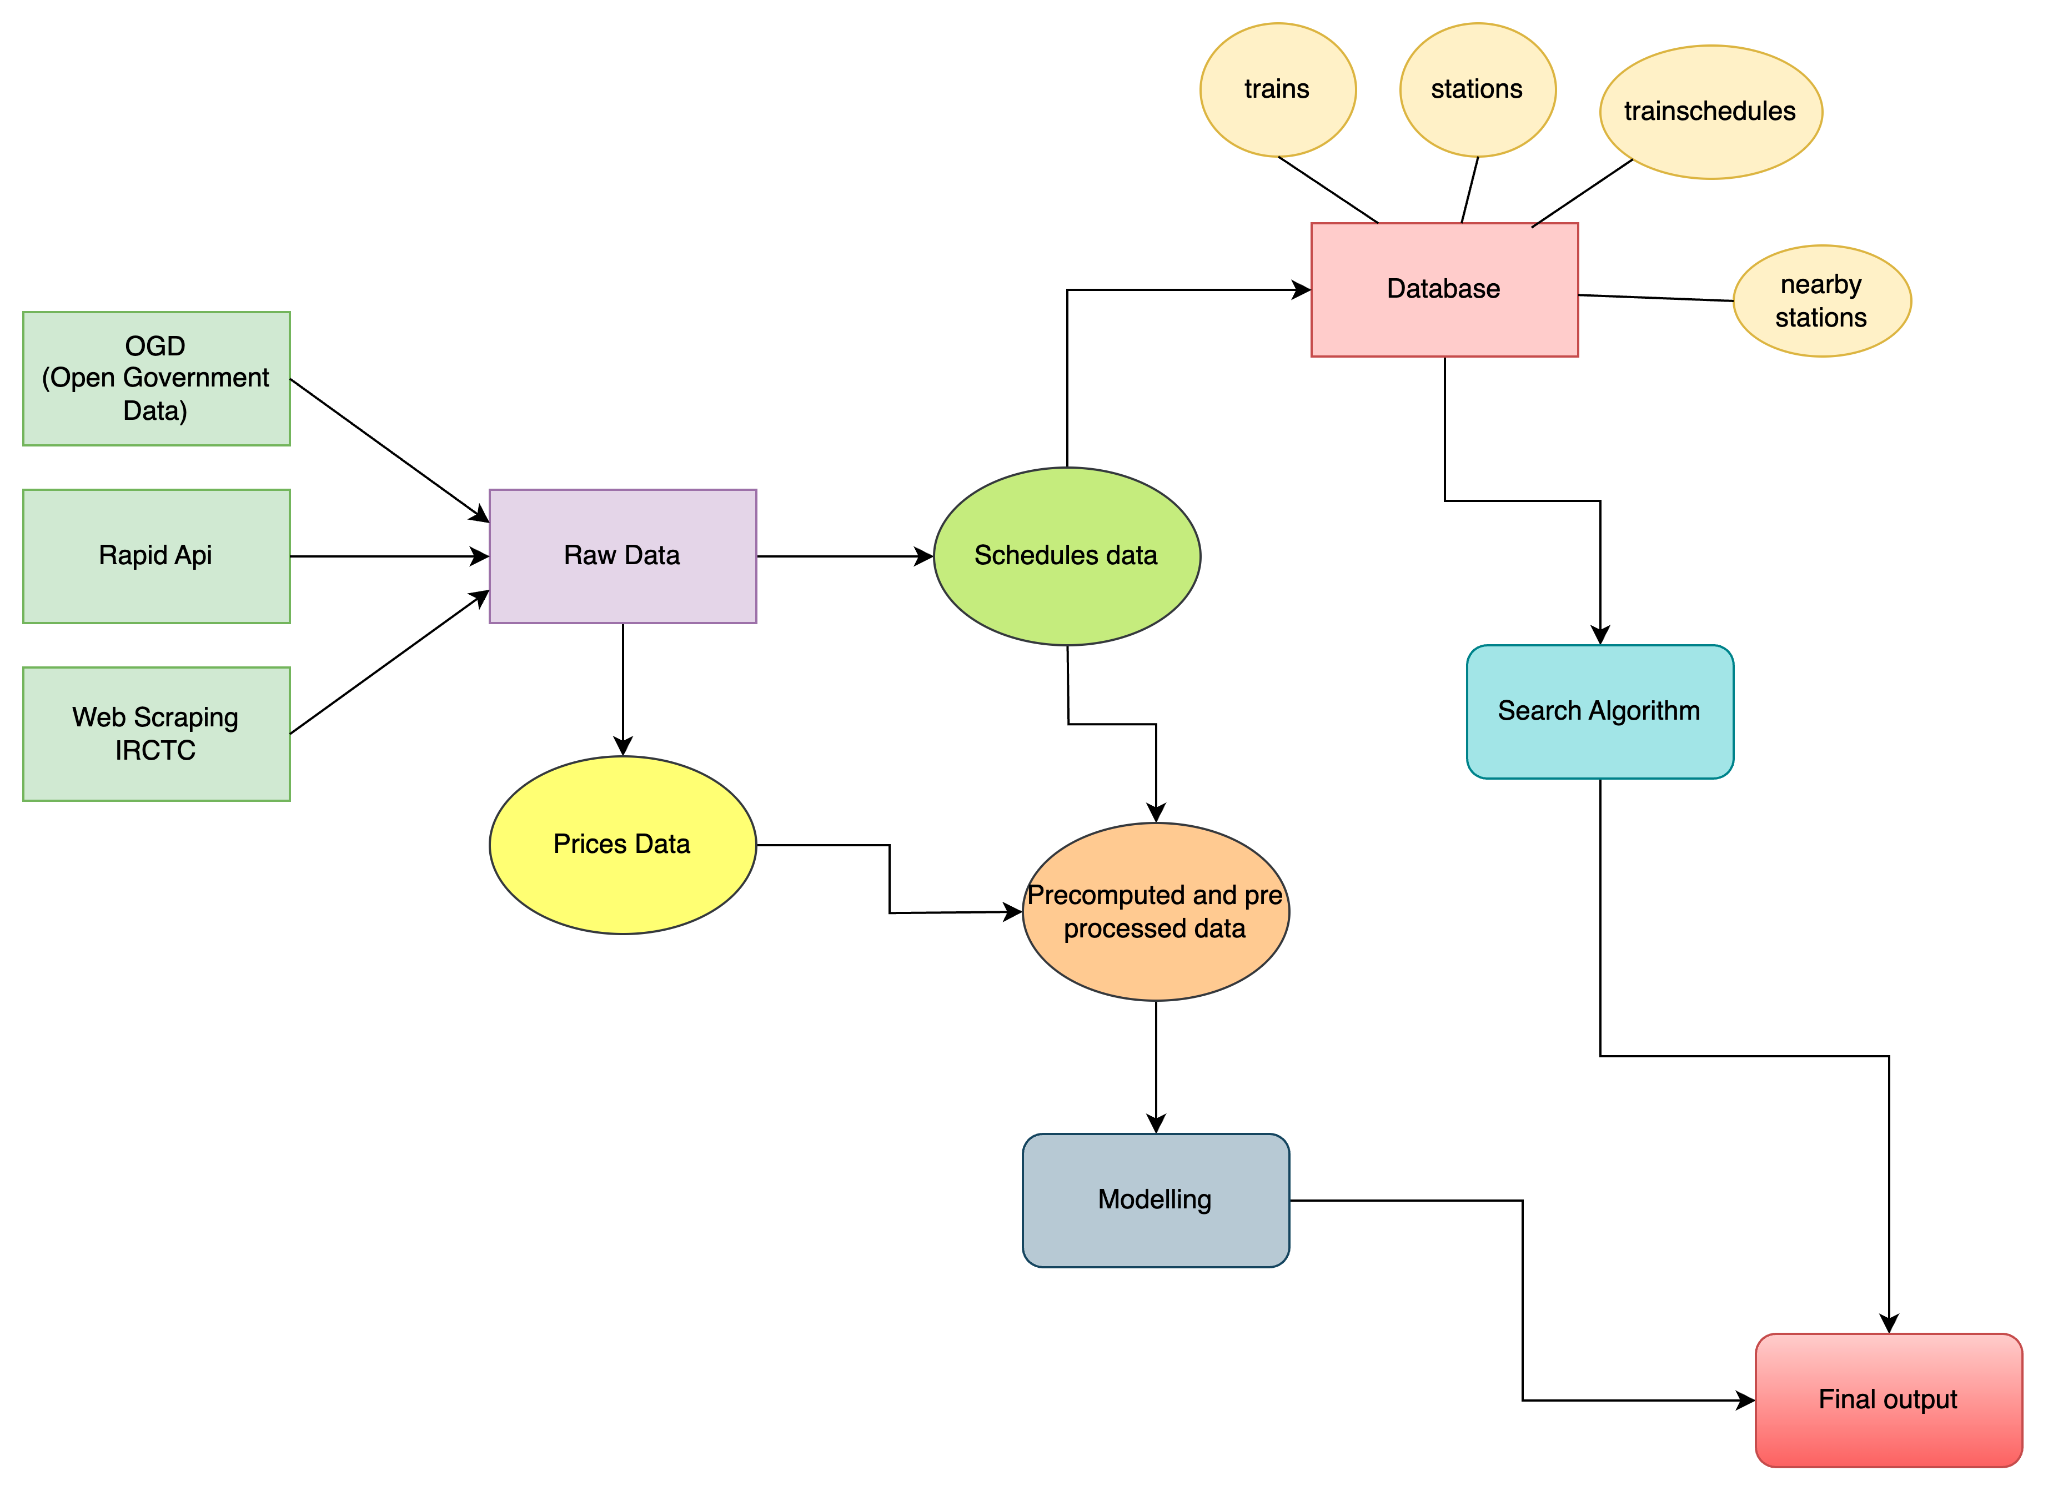 trains
stations
trainschedules
Database
nearby
stations
OGD
(Open Government
Data)
Rapid Api
Raw Data
Schedules data
Web Scraping
IRCTC
Search Algorithm
Prices Data
Precomputed and pre
processed data
Modelling
Final output